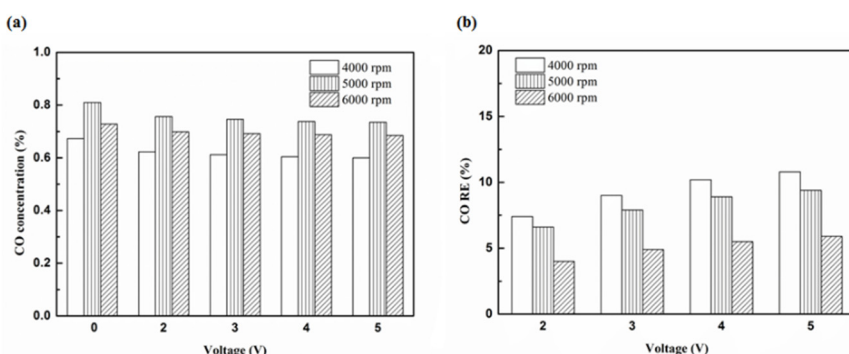 (a)
1.0
0.8
0.6
0.4
0.2
0.0
CO concentration (%)
4000 rpm
5000 rpm
6000 rpm
0 2 3 4 5
Voltage (V)
(b)
20
15
10
5
0
CO RE (%)
4000 rpm
5000 rpm
6000 rpm
2 3 4 5
Voltage (V)